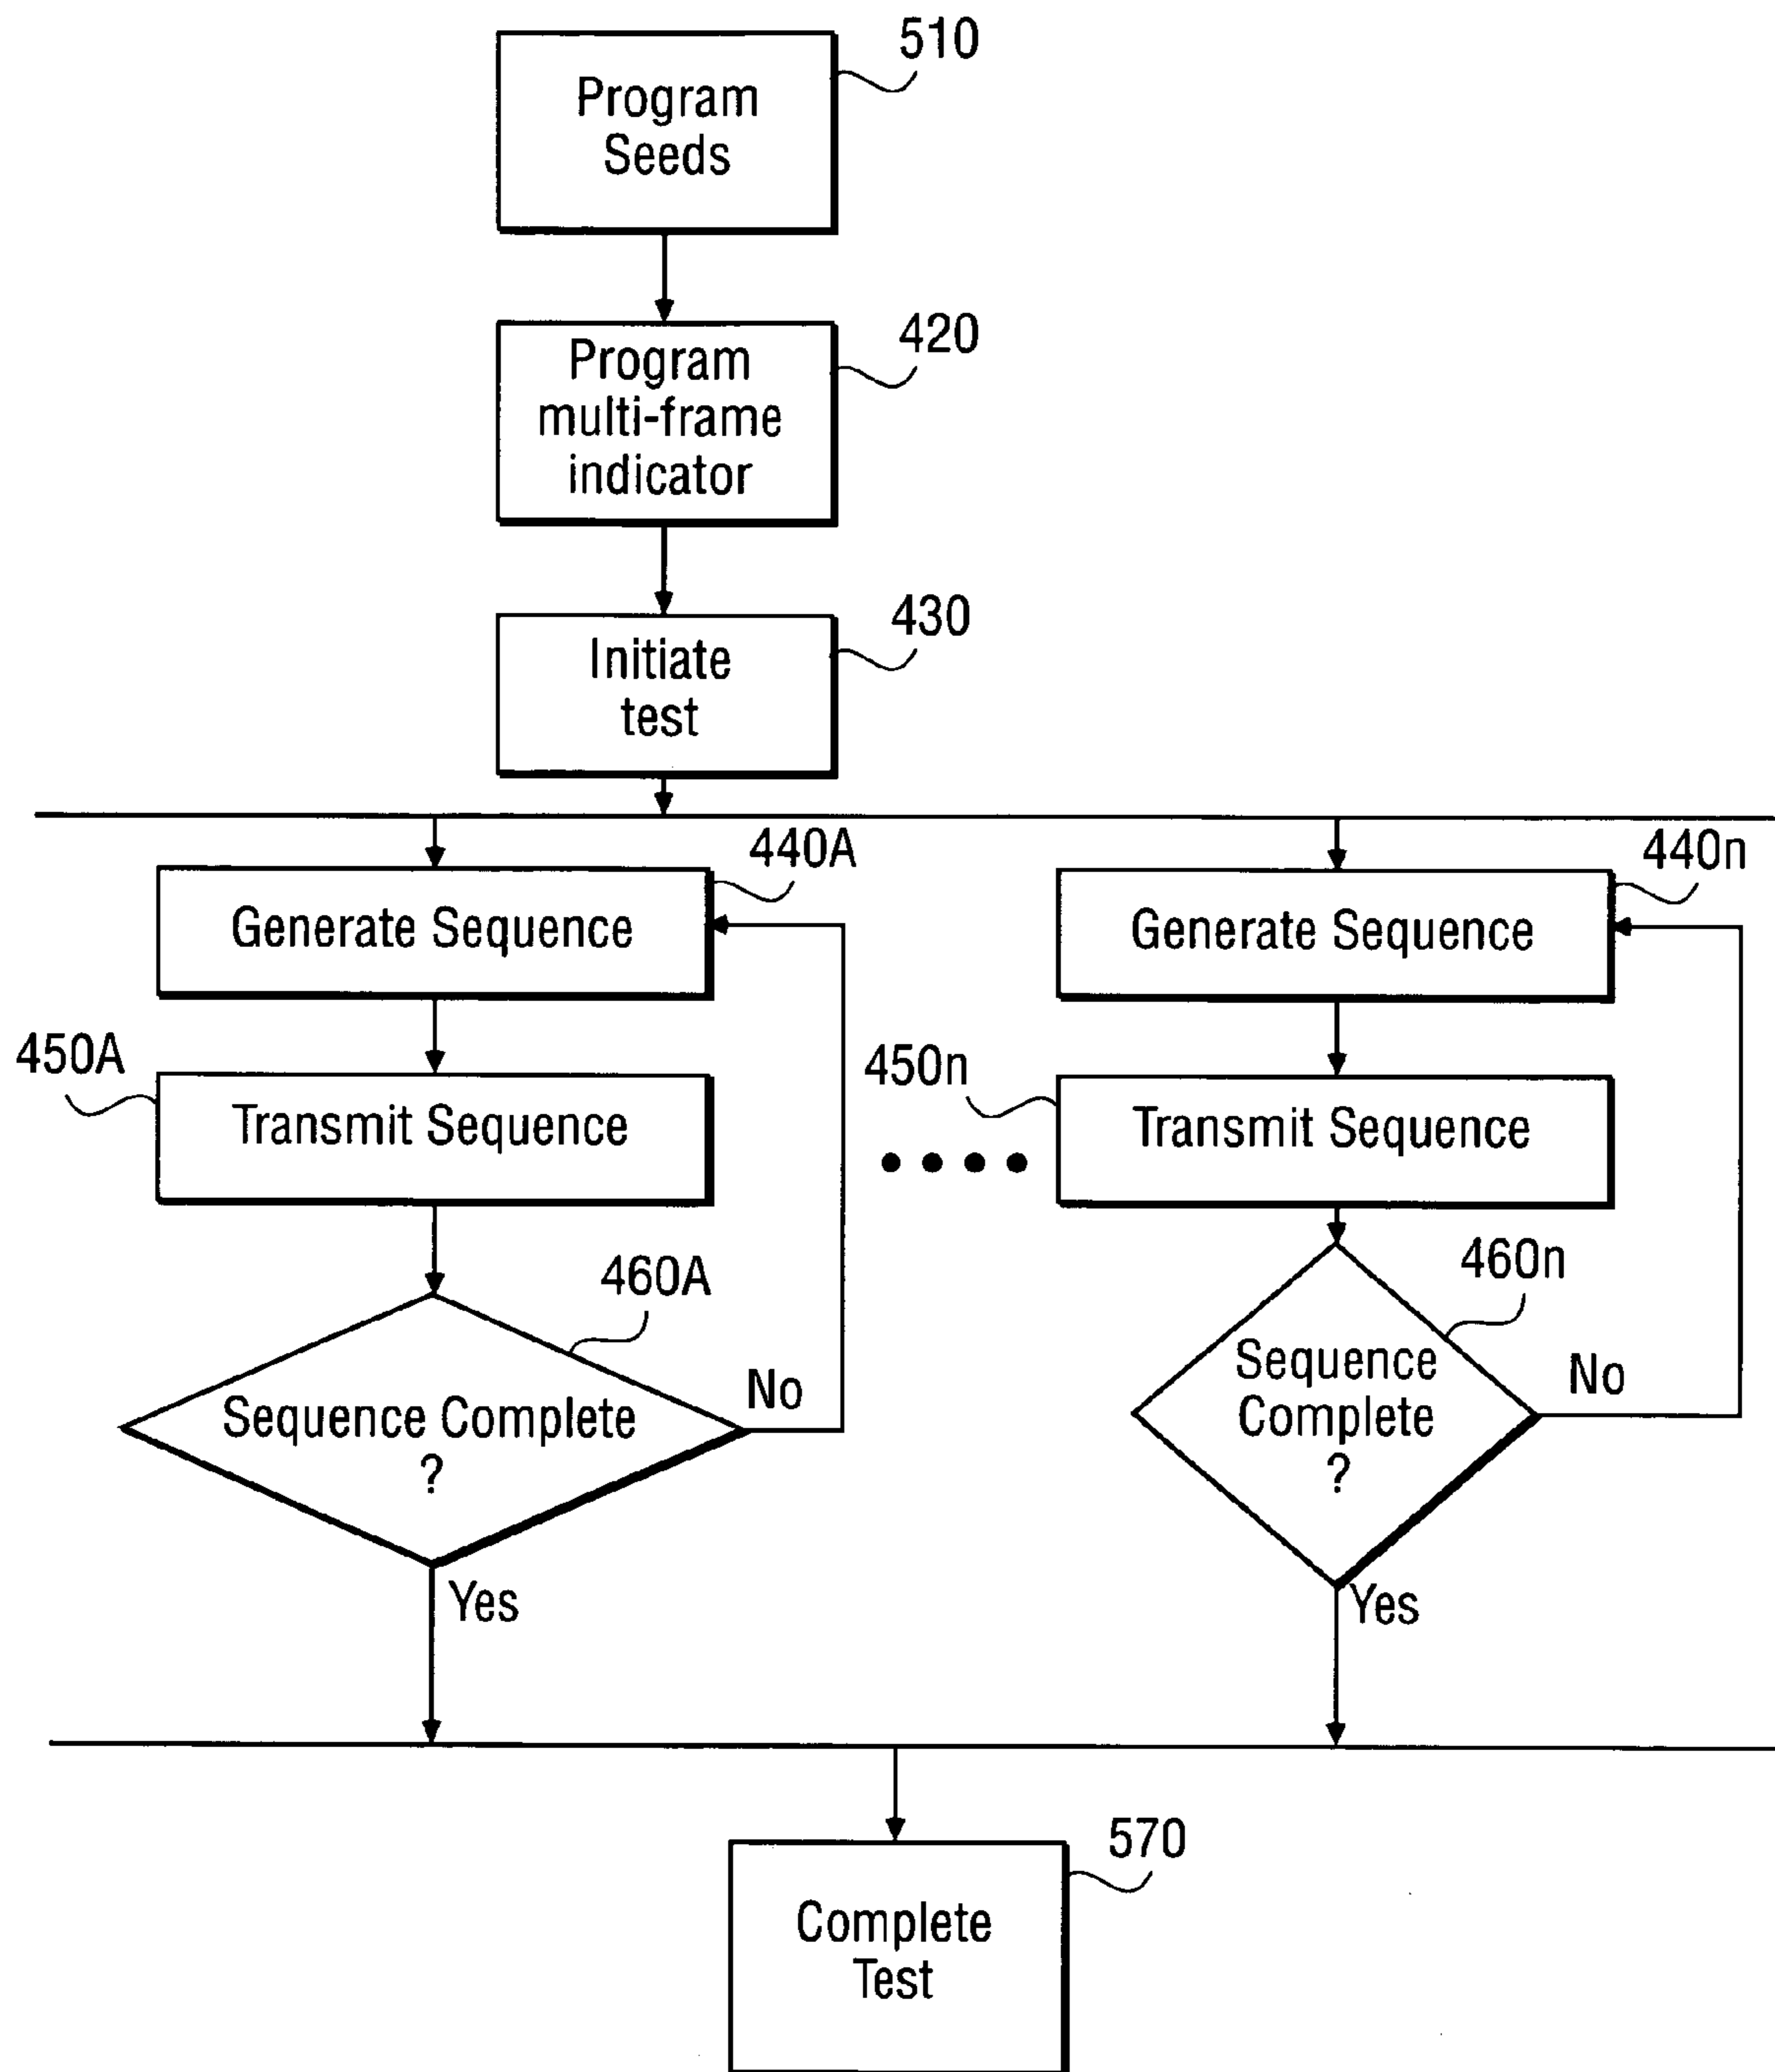 510
Program
Seeds
420
Program
multi-frame
indicator
430
Initiate
test
440A
Generate Sequence
440n
Generate Sequence
450A
Transmit Sequence
450n
Transmit Sequence
460A
Sequence Complete
?
No
Yes
460n
Sequence
Complete
?
No
Yes
570
Complete
Test